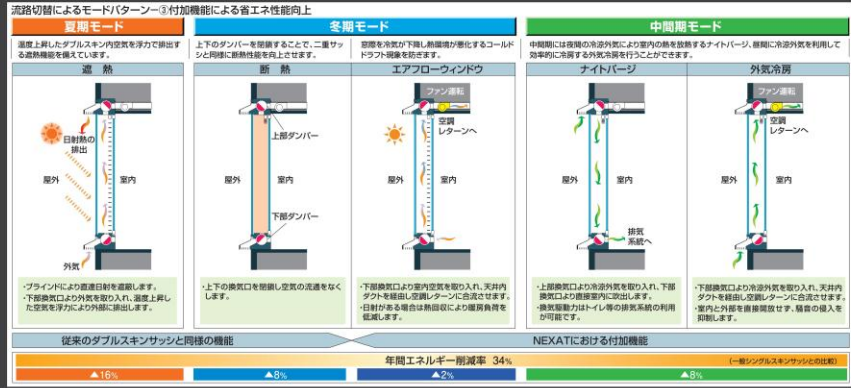 流路切替によるモードパターン－③付加機能による省エネ性能向上
夏期モード
冬期モード
中間期モード
温度上昇したダブルスキン内空気を浮力で排出す
る遮熱機能を備えています。
上下のダンパーを閉鎖することで、二重サッ
シと同様に断熱性能を向上させます。
窓際を冷気が下降し熱環境が悪化するコールド
ドラフト現象を防ぎます。
中間期には夜間の冷涼外気により室内の熱を放熱するナイトパージ、昼間に冷涼外気を利用して
効率的に冷房する外気冷房を行うことができます。
遮熱
断熱
エアフローウィンドウ
ナイトパージ
外気冷房
日射熱の
排出
屋外
室内
外気
上部ダンパー
下部ダンパー
ファン運転
空調
レターンへ
屋外
室内
屋外
室内
排気
系統へ
ファン運転
空調
レターンへ
屋外
室内
・ブラインドにより直達日射を遮蔽します。
・下部換気口より外気を取り入れ、温度上昇し
た空気を浮力により外部に排出します。
・上下の換気口を閉鎖し空気の流通をなく
します。
・下部換気口より室内空気を取り入れ、天井内
ダクトを経由し空調レターンに合流させます。
・日射がある場合は熱回収により暖房負荷を
低減します。
・上部換気口より冷涼外気を取り入れ、下部
換気口より直接室内に吹出します。
・換気駆動力はトイレ等の排気系統の利用
が可能です。
・下部換気口より冷涼外気を取り入れ、天井内
ダクトを経由し空調レターンに合流させます。
・室内と外部を直接開放せず、騒音の侵入を
抑制します。
従来のダブルスキンサッシと同様の機能
NEXATにおける付加機能
年間エネルギー削減率 34%
(一般シングルスキンサッシとの比較)
▲16%
▲8%
▲2%
▲8%